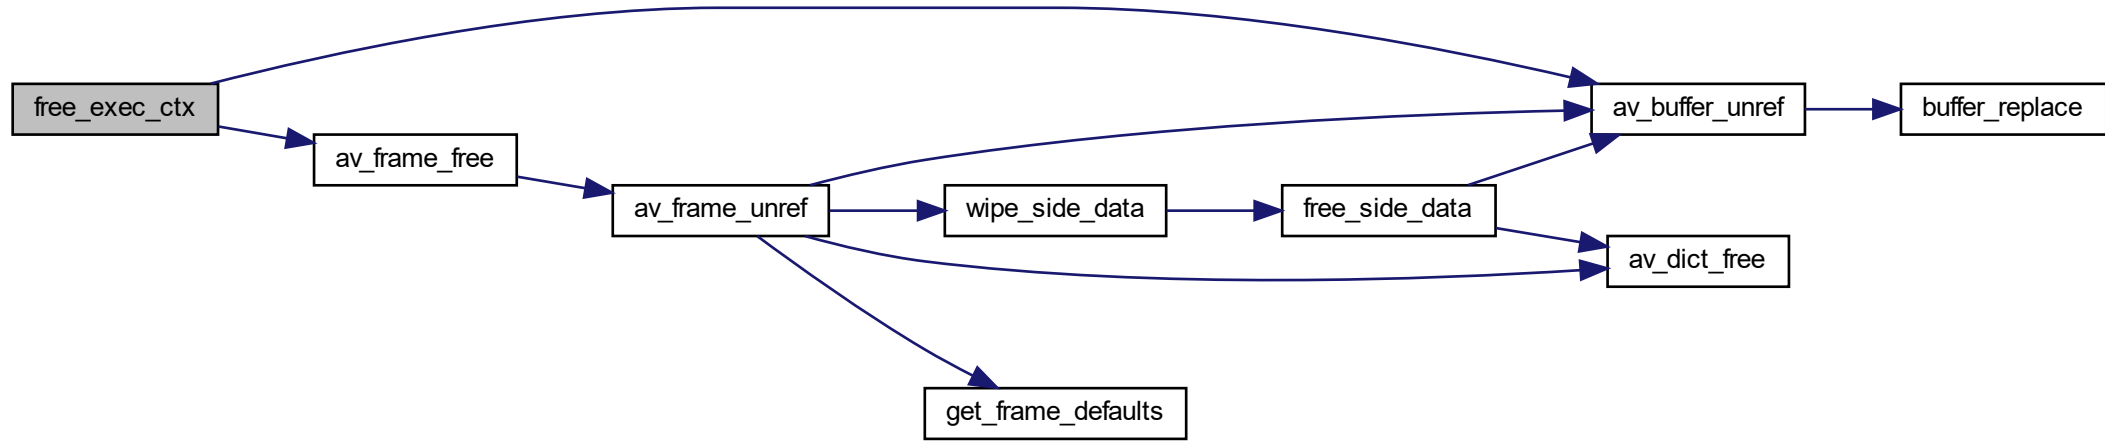 free_exec_ctx
av_frame_free
av_frame_unref
wipe_side_data
free_side_data
av_buffer_unref
buffer_replace
av_dict_free
get_frame_defaults